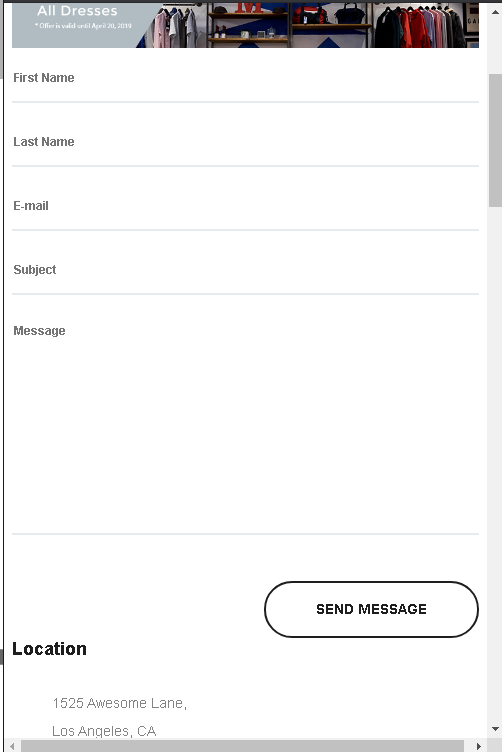 All Dresses
* Offer is valid until April 20, 2019
First Name
Last Name
E-mail
Subject
Message
SEND MESSAGE
Location
1525 Awesome Lane,
Los Angeles, CA